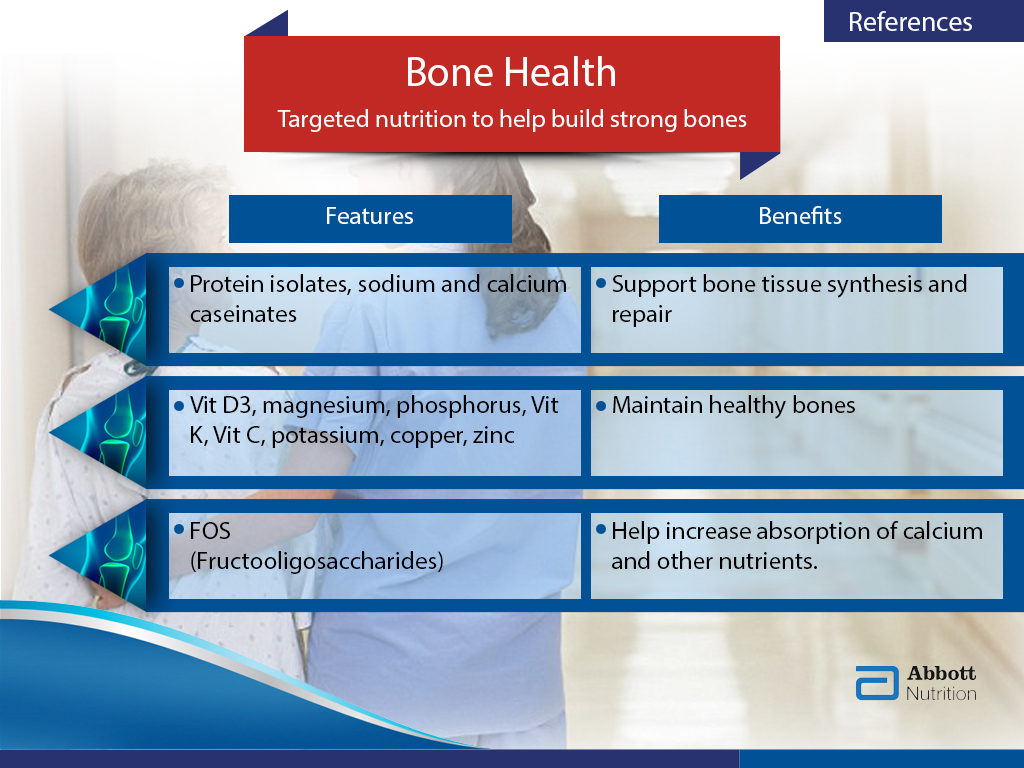 References
Bone Health
Targeted nutrition to help build strong bones
Features
Benefits
• Protein isolates, sodium and calcium
caseinates
• Support bone tissue synthesis and
repair
• Vit D3, magnesium, phosphorus, Vit
K, Vit C, potassium, copper, zinc
• Maintain healthy bones
• FOS
(Fructooligosaccharides)
• Help increase absorption of calcium
and other nutrients.
Abbott
Nutrition